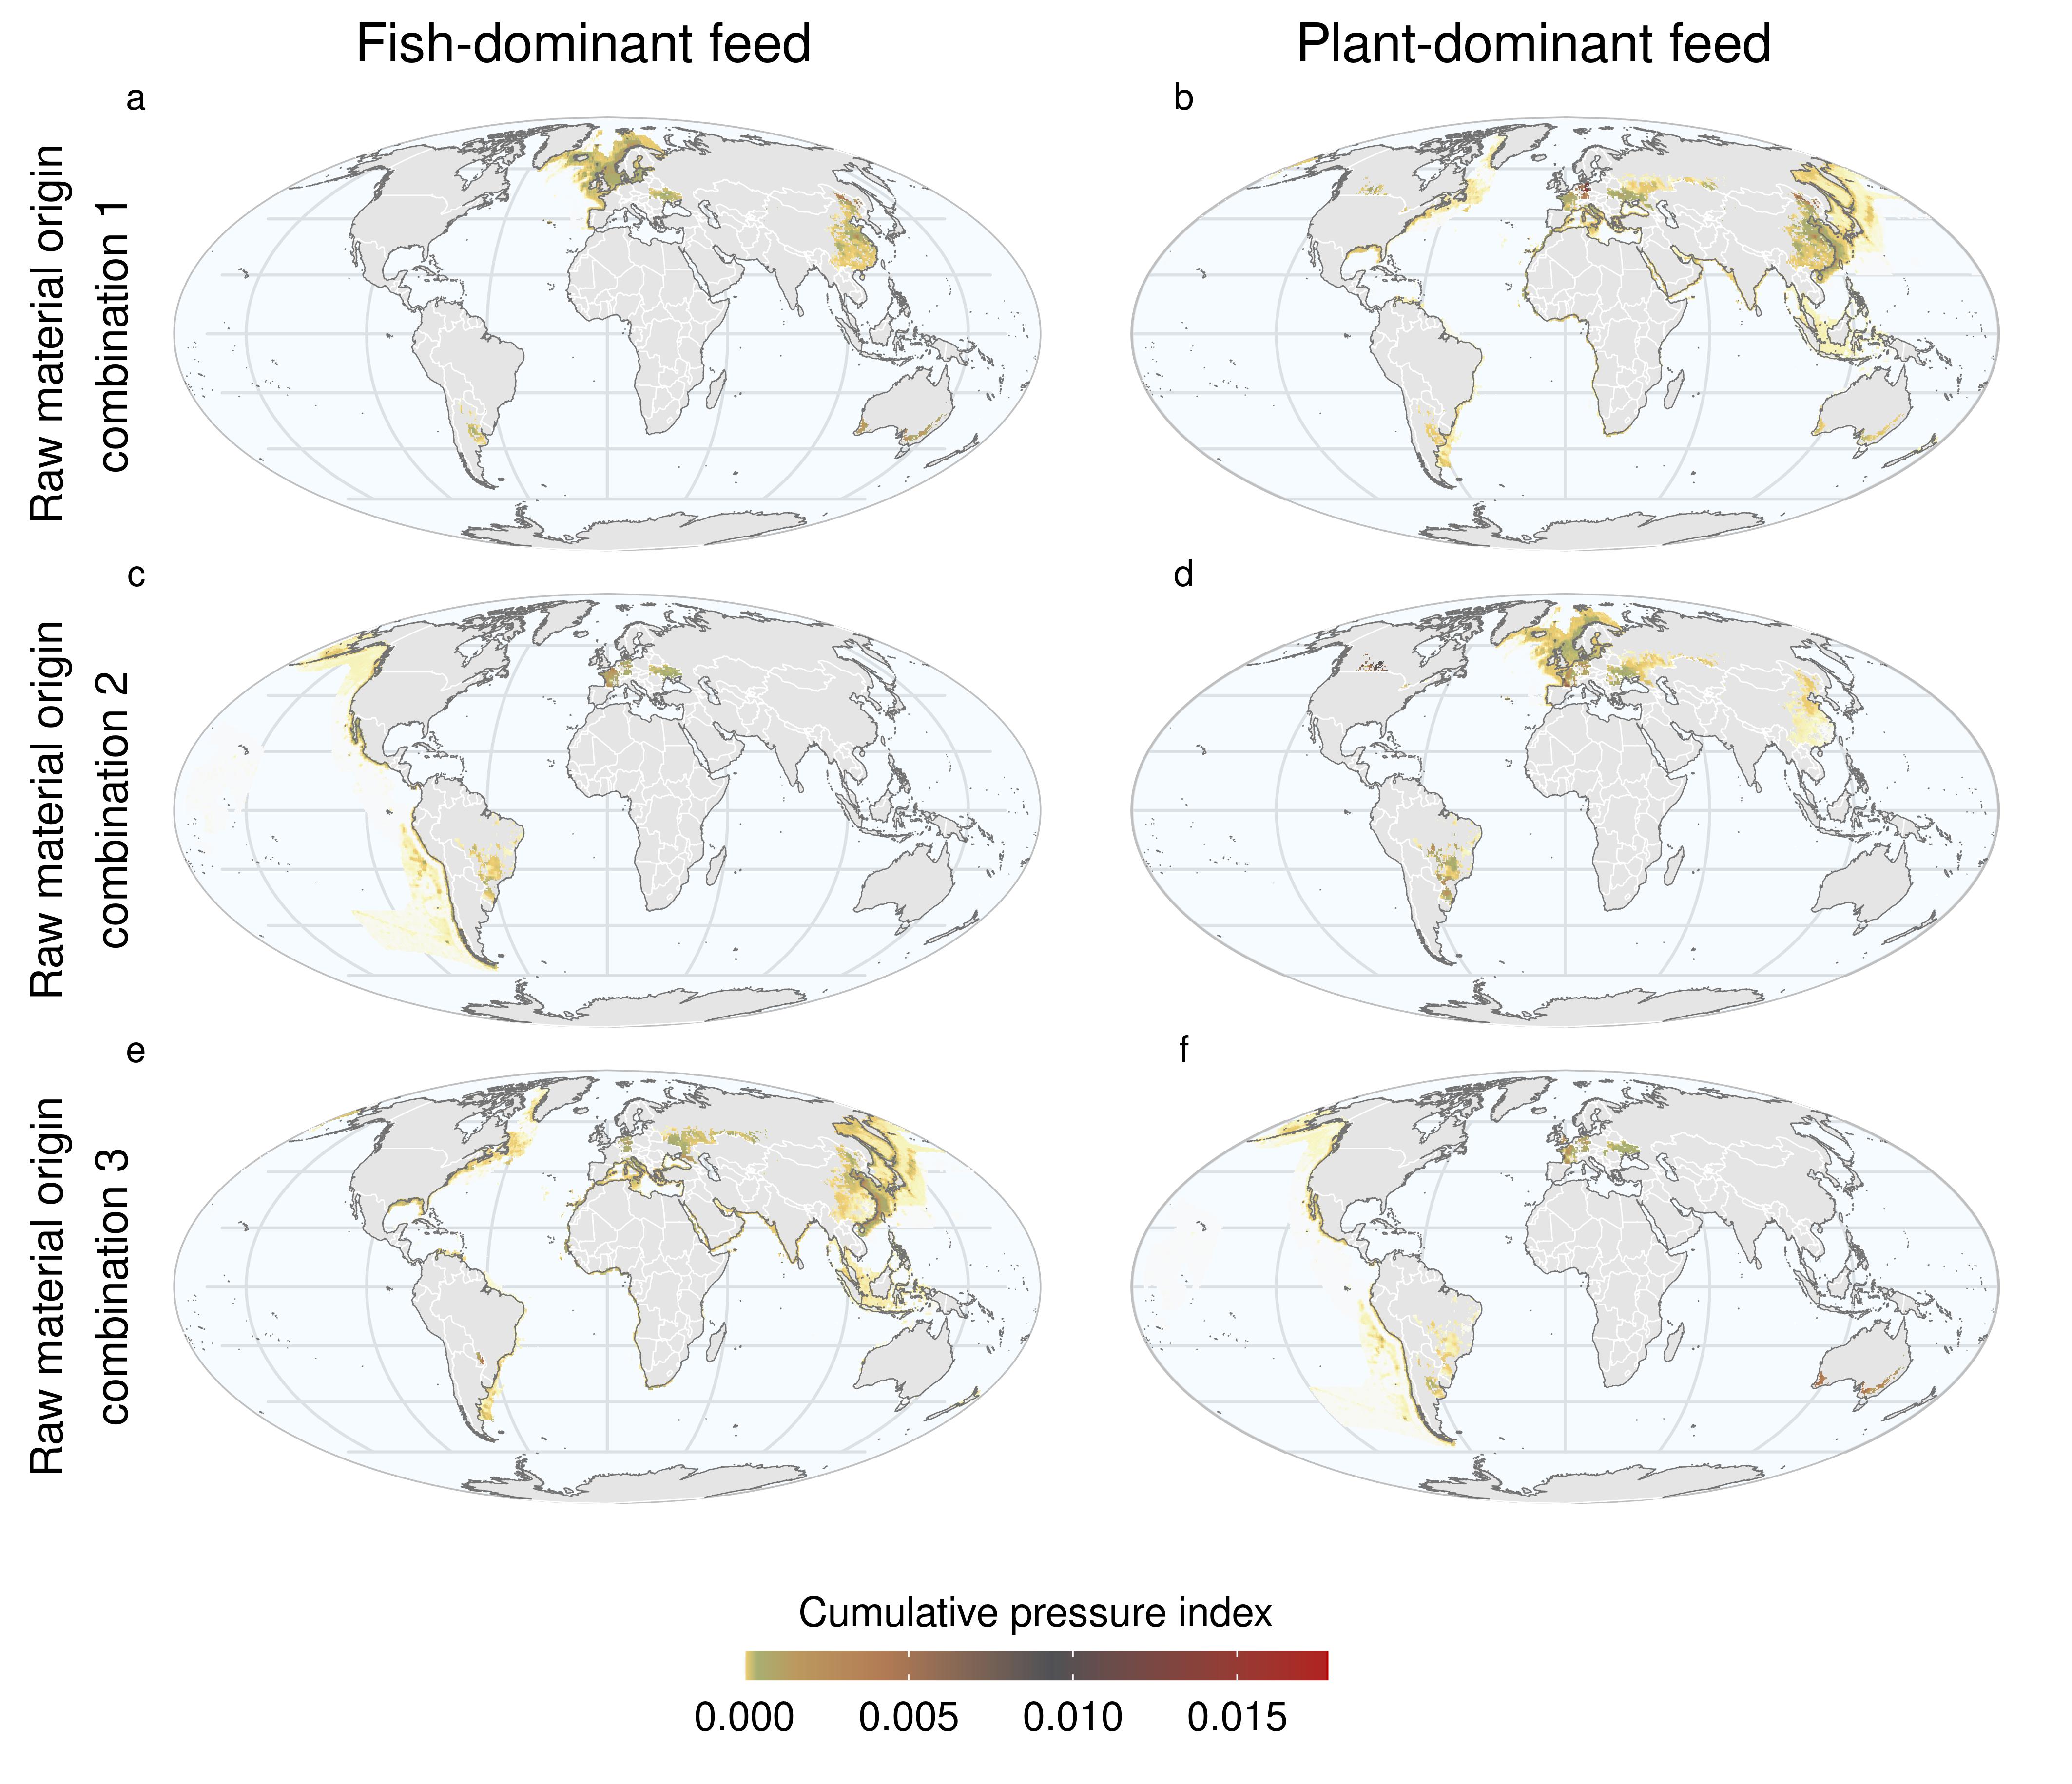 Fish-dominant feed
Plant-dominant feed
a
b
Raw material origin
combination 1
c
d
Raw material origin
combination 2
e
f
Raw material origin
combination 3
Cumulative pressure index
0.000 0.005 0.010 0.015